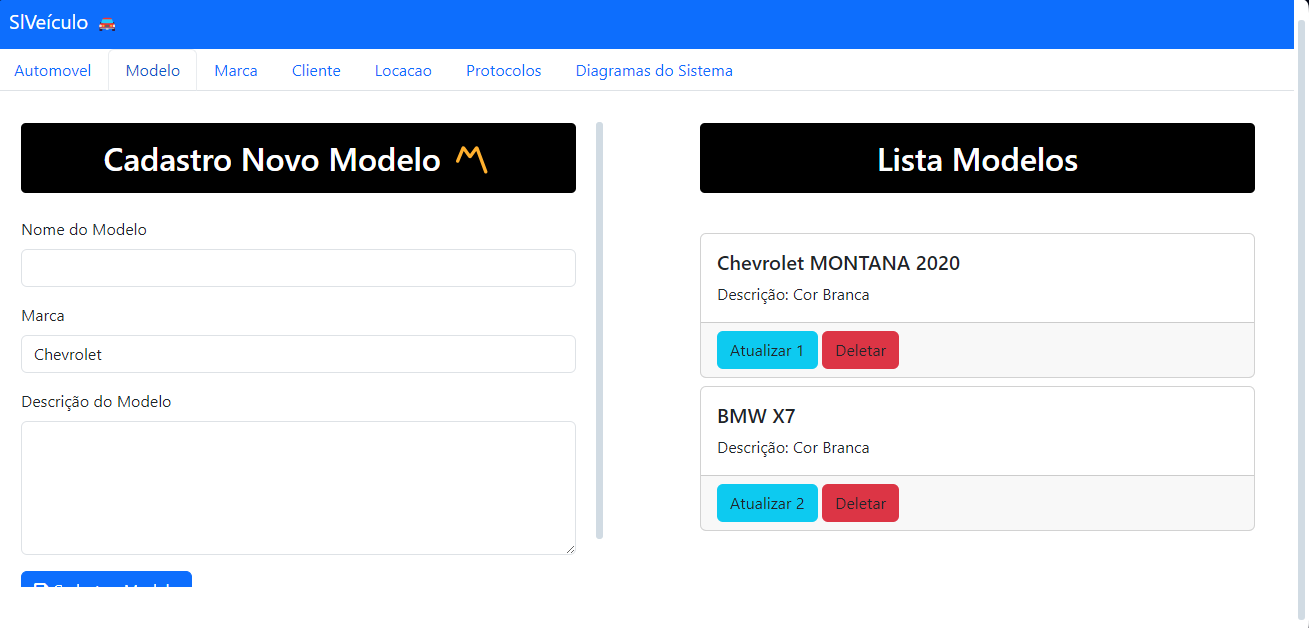 SlVeículo
Automovel Modelo Marca Cliente Locacao Protocolos Diagramas do Sistema
Cadastro Novo Modelo
Nome do Modelo
Marca
Chevrolet
Descrição do Modelo
Lista Modelos
Chevrolet MONTANA 2020
Descrição: Cor Branca
Atualizar 1 Deletar
BMW X7
Descrição: Cor Branca
Atualizar 2 Deletar